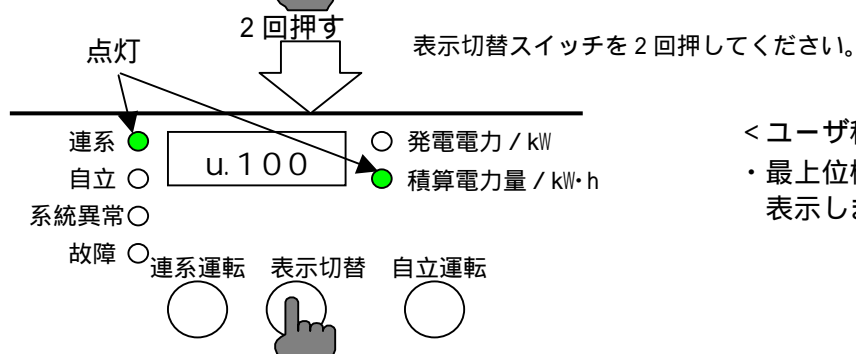 2回押す
表示切替スイッチを2回押してください。
点灯
連系
u.100
発電電力/kW
自立
積算電力量/kW･h
系統異常
故障
連系運転 表示切替 自立運転
<ユーザ
・最上位
表示し